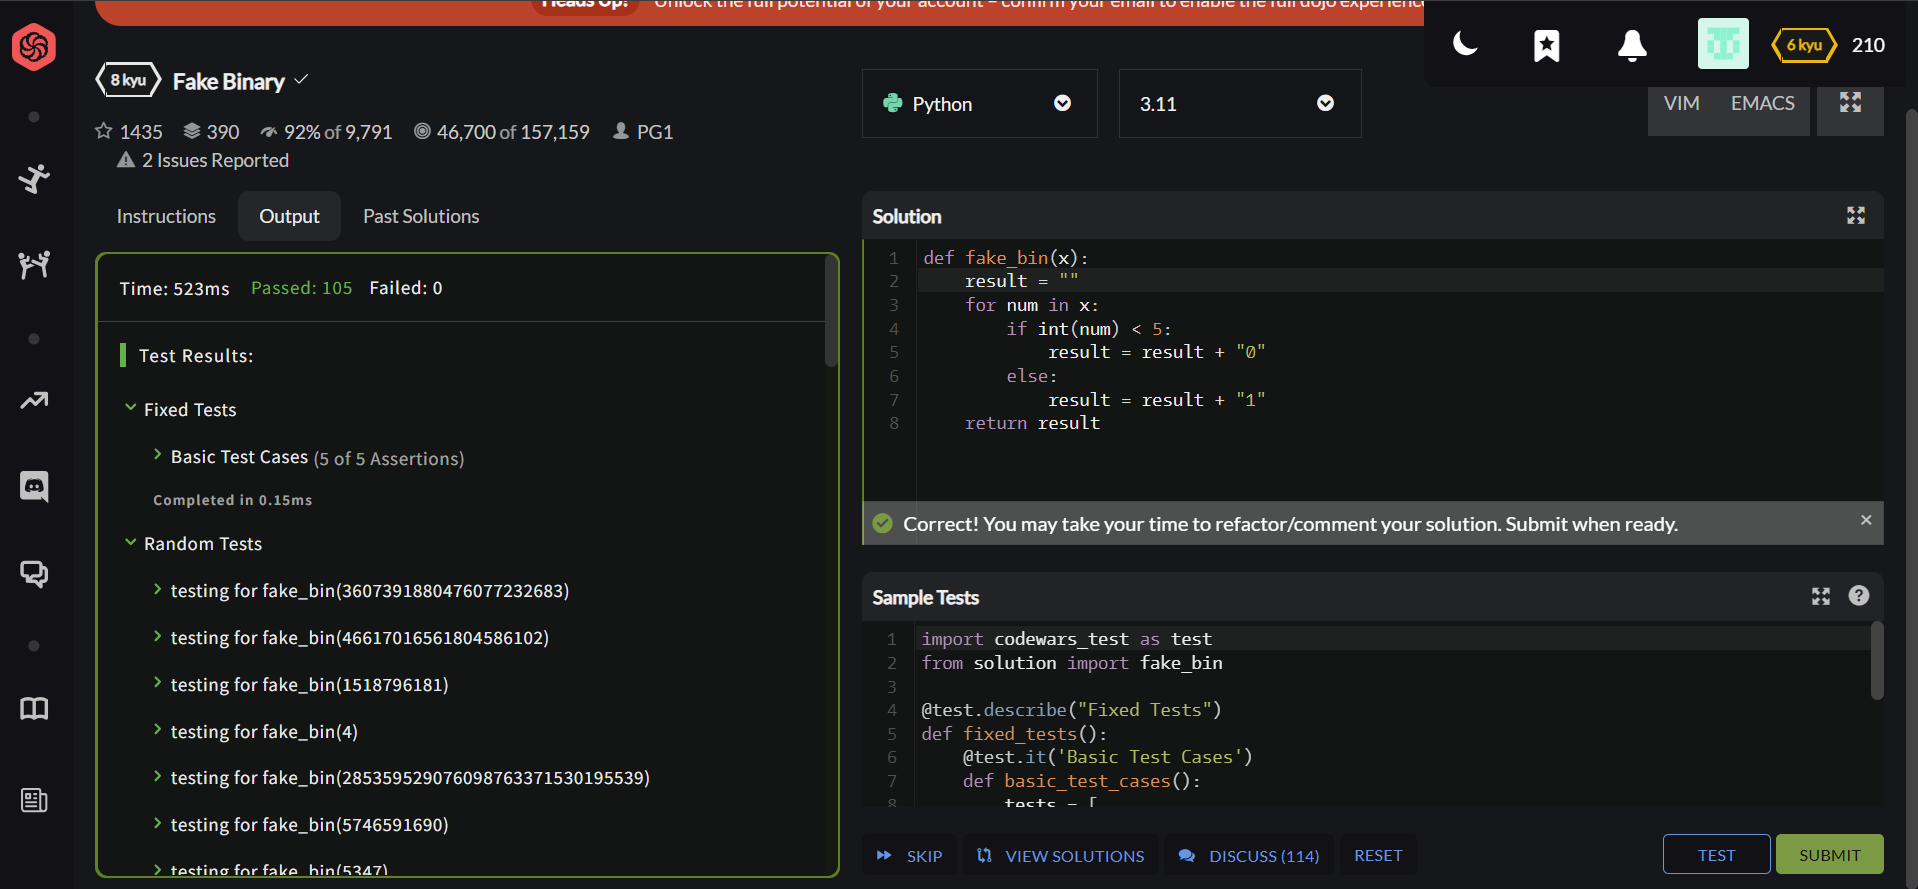 Heads Up! Unlock the full potential of your account – confirm your email to enable the full dojo experience
6 kyu 210
8 kyu Fake Binary
1435 390 92% of 9,791 46,700 of 157,159 PG1
2 Issues Reported
Python
3.11
VIM EMACS
Instructions Output Past Solutions
Time: 523ms Passed: 105 Failed: 0
Test Results:
Fixed Tests
Basic Test Cases (5 of 5 Assertions)
Completed in 0.15ms
Random Tests
testing for fake_bin(3607391880476077232683)
testing for fake_bin(46617016561804586102)
testing for fake_bin(1518796181)
testing for fake_bin(4)
testing for fake_bin(285359529076098763371530195539)
testing for fake_bin(5746591690)
testing for fake_bin(5347)
Solution
1 def fake_bin(x):
2 result = ""
3 for num in x:
4 if int(num) < 5:
5 result = result + "0"
6 else:
7 result = result + "1"
8 return result
Correct! You may take your time to refactor/comment your solution. Submit when ready.
Sample Tests
1 import codewars_test as test
2 from solution import fake_bin
3
4 @test.describe("Fixed Tests")
5 def fixed_tests():
6 @test.it('Basic Test Cases')
7 def basic_test_cases():
8 tests = [
SKIP VIEW SOLUTIONS DISCUSS (114) RESET TEST SUBMIT